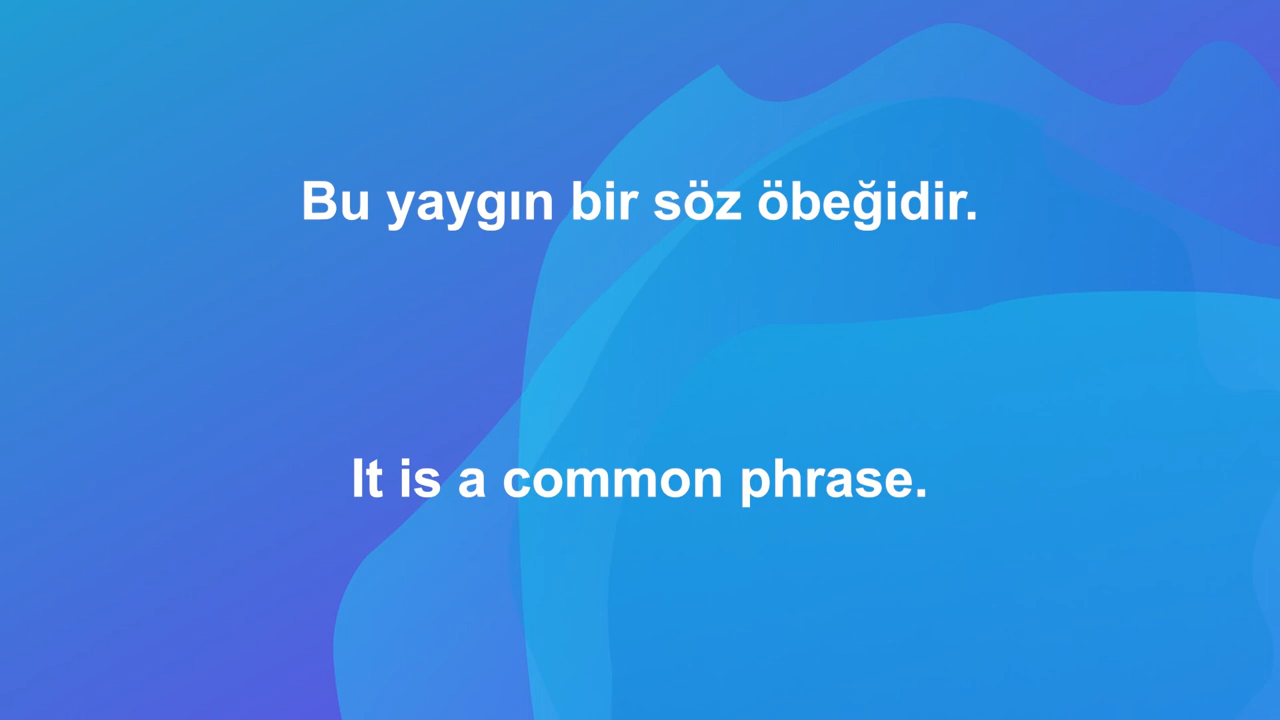 Bu yaygın bir söz öbeğidir.
It is a common phrase.